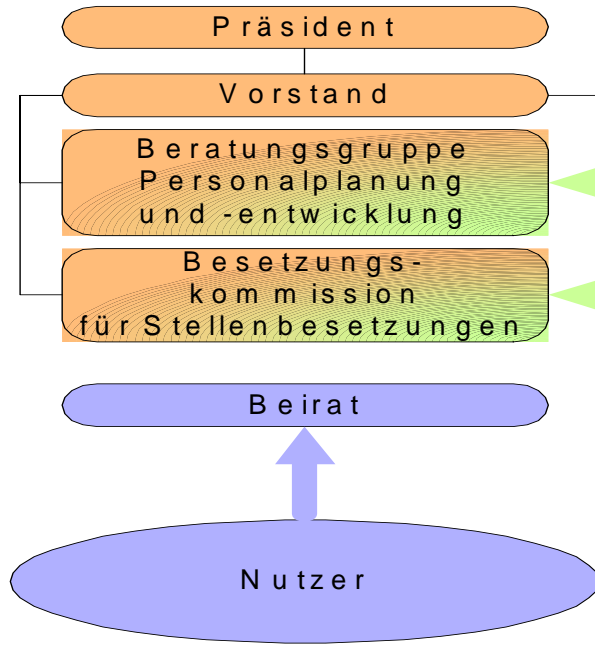 Präsident
Vorstand
Beratungsgruppe
Personalplanung
und -entwicklung
Besetzungs-
kommission
für Stellenbesetzungen
Beirat
Nutzer